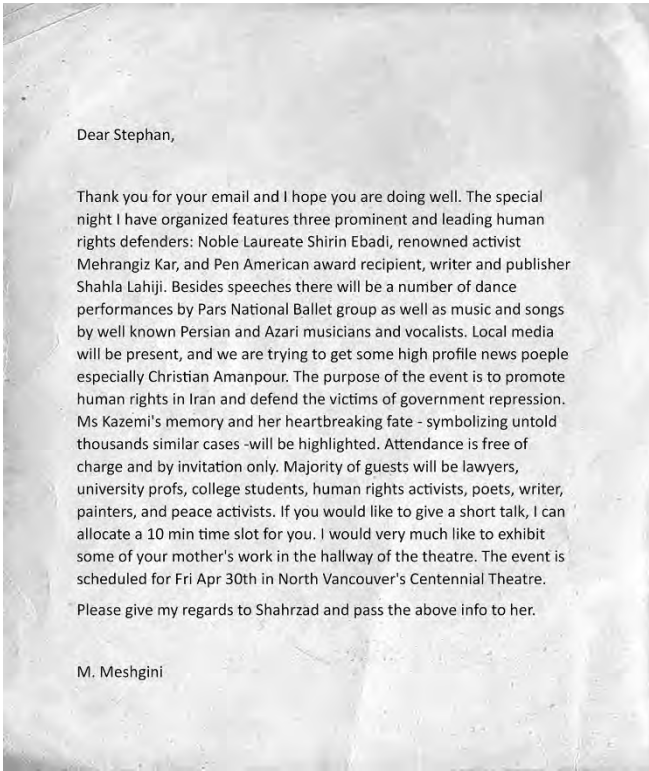 Dear Stephan,
Thank you for your email and I hope you are doing well. The special
night I have organized features three prominent and leading human
rights defenders: Noble Laureate Shirin Ebadi, renowned activist
Mehrangiz Kar, and Pen American award recipient, writer and publisher
Shahla Lahiji. Besides speeches there will be a number of dance
performances by Pars National Ballet group as well as music and songs
by well known Persian and Azari musicians and vocalists. Local media
will be present, and we are trying to get some high profile news poeple
especially Christian Amanpour. The purpose of the event is to promote
human rights in Iran and defend the victims of government repression.
Ms Kazemi's memory and her heartbreaking fate - symbolizing untold
thousands similar cases -will be highlighted. Attendance is free of
charge and by invitation only. Majority of guests will be lawyers,
university profs, college students, human rights activists, poets, writer,
painters, and peace activists. If you would like to give a short talk, I can
allocate a 10 min time slot for you. I would very much like to exhibit
some of your mother's work in the hallway of the theatre. The event is
scheduled for Fri Apr 30th in North Vancouver's Centennial Theatre.
Please give my regards to Shahrzad and pass the above info to her.
M. Meshgini